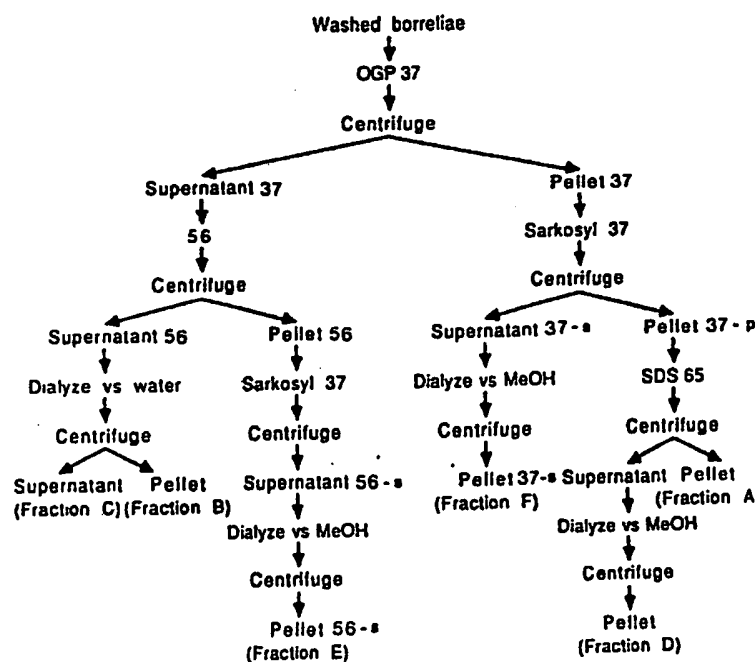 Washed borreliae
OGP 37
Centrifuge
Supernatant 37
Pellet 37
56
Sarkosyl 37
Centrifuge
Centrifuge
Supernatant 56
Pellet 56
Supernatant 37-s
Pellet 37-p
Dialyze vs water
Sarkosyl 37
Dialyze vs MeOH
SDS 65
Centrifuge
Centrifuge
Centrifuge
Centrifuge
Supernatant
(Fraction C)
Pellet
(Fraction B)
Supernatant 56-s
Pellet 37-s
(Fraction F)
Supernatant
Pellet
(Fraction A)
Dialyze vs MeOH
Dialyze vs MeOH
Centrifuge
Centrifuge
Pellet 56-s
(Fraction E)
Pellet
(Fraction D)